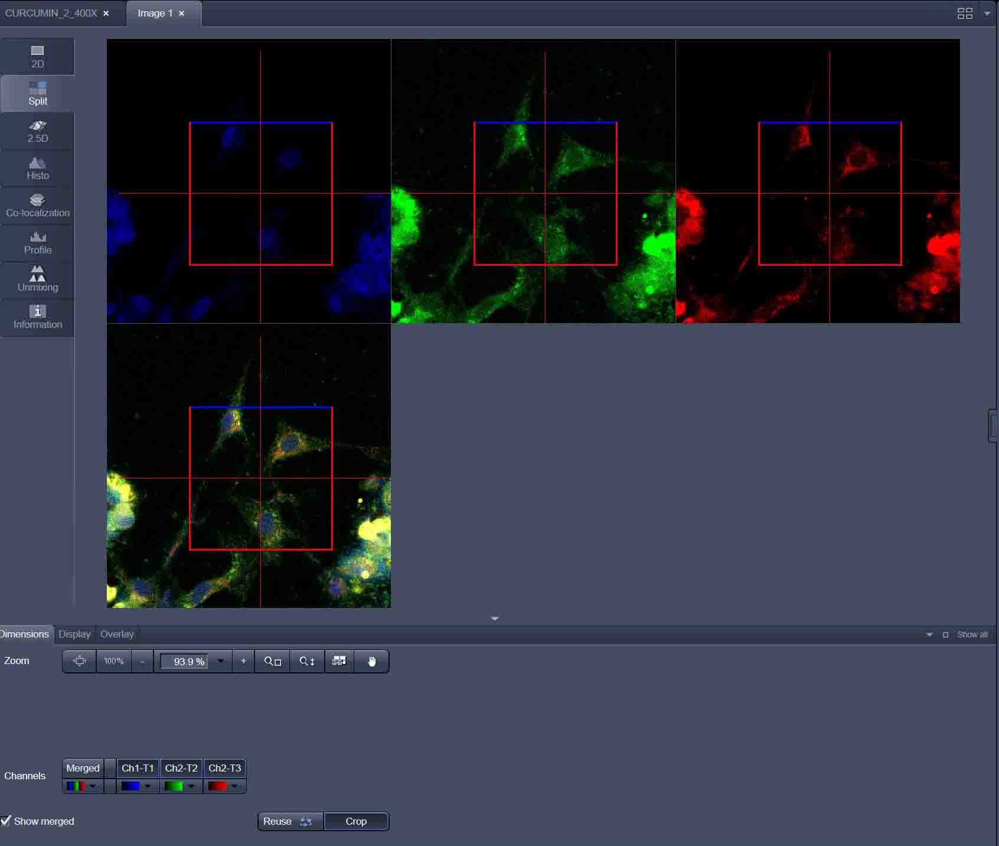 CURCUMIN_2_400X × Image 1 ×
2D
Split
2.5D
Histo
Co-localization
Profile
Unmixing
Information
Dimensions Display Overlay Show all
Zoom 100% - 93.9 % +
Channels Merged Ch1-T1 Ch2-T2 Ch2-T3
Show merged Reuse Crop